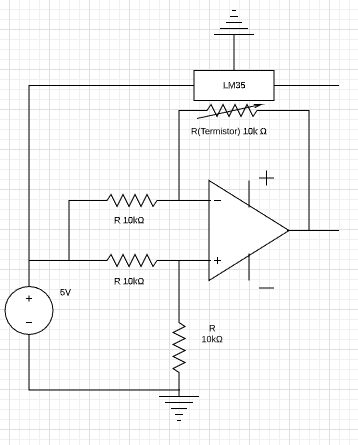 LM35
R(Termistor) 10k Ω
+
R 10kΩ
−
+
R 10kΩ
−
5V
+
−
R
10kΩ